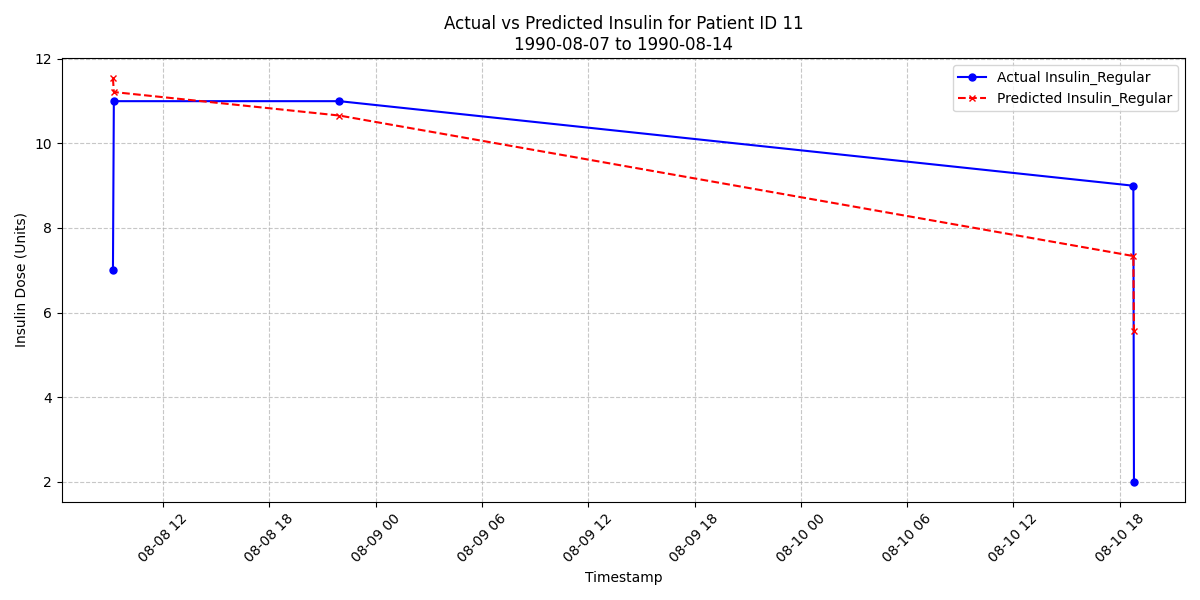 Actual vs Predicted Insulin for Patient ID 11
1990-08-07 to 1990-08-14
Actual Insulin_Regular
Predicted Insulin_Regular
Insulin Dose (Units)
12
10
8
6
4
2
08-08 12
08-08 18
08-09 00
08-09 06
08-09 12
08-09 18
08-10 00
08-10 06
08-10 12
08-10 18
Timestamp